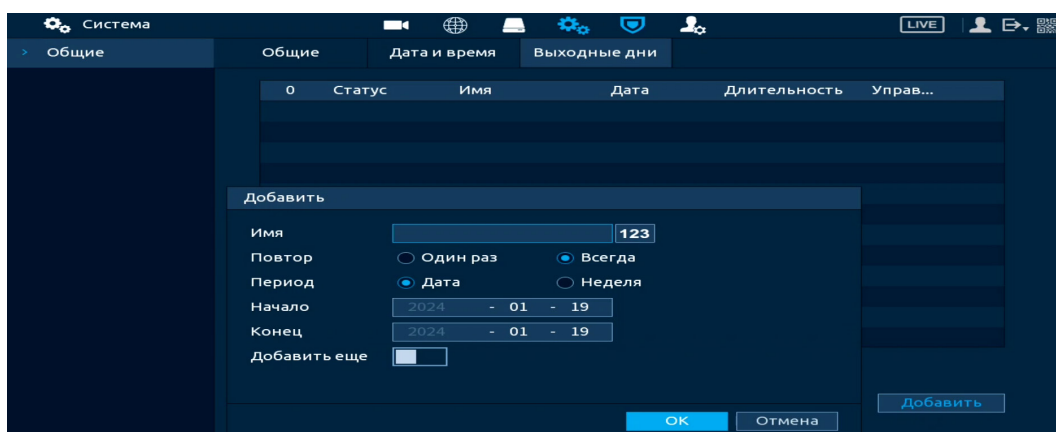 Система LIVE
> Общие Общие Дата и время Выходные дни
0 Статус Имя Дата Длительность Управ...
Добавить
Имя 123
Повтор Один раз Всегда
Период Дата Неделя
Начало 2024 - 01 - 19
Конец 2024 - 01 - 19
Добавить еще
Добавить
OK Отмена